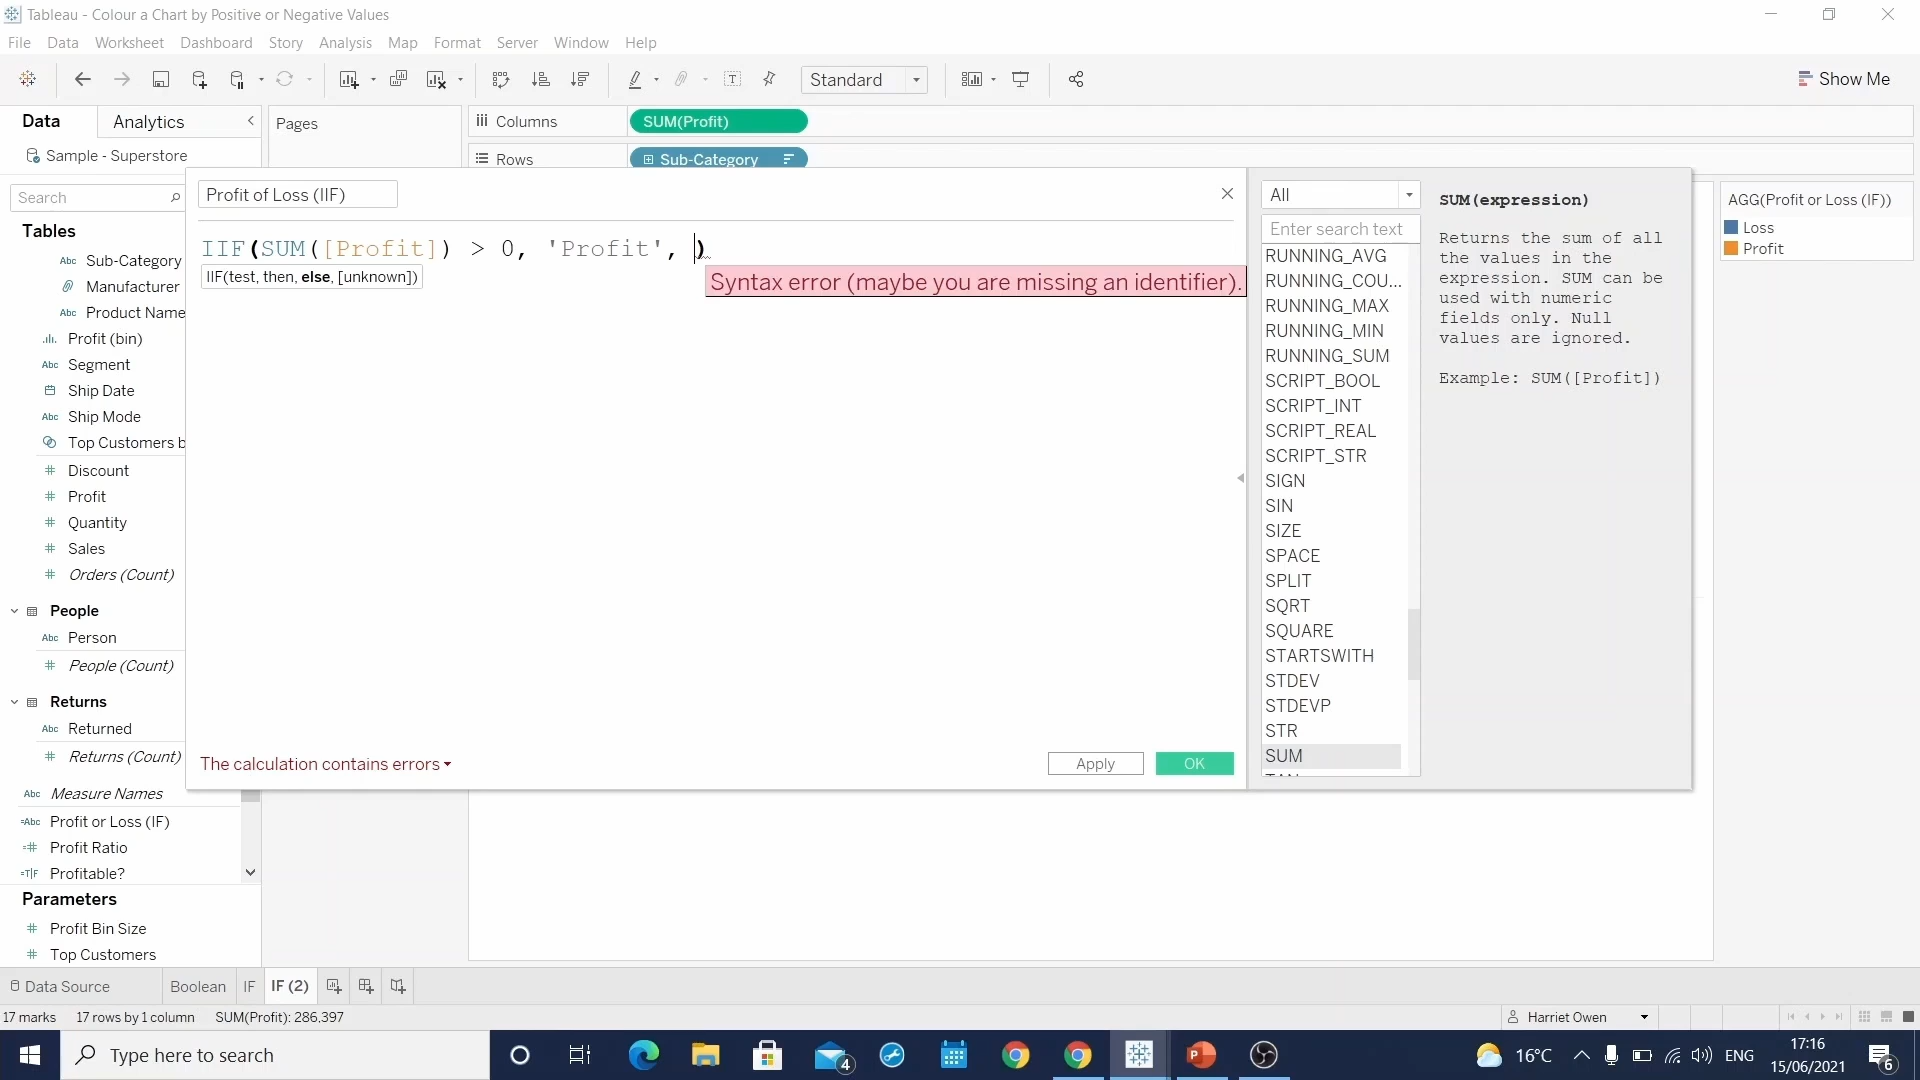 Tableau - Colour a Chart by Positive or Negative Values
File Data Worksheet Dashboard Story Analysis Map Format Server Window Help
Standard
Show Me
Data
Analytics
Pages
Columns
SUM(Profit)
Sample - Superstore
Rows
Sub-Category
Search
Tables
Sub-Category
Manufacturer
Product Name
Profit (bin)
Segment
Ship Date
Ship Mode
Top Customers b
Discount
Profit
Quantity
Sales
Orders (Count)
People
Person
People (Count)
Returns
Returned
Returns (Count)
Measure Names
Profit or Loss (IF)
Profit Ratio
Profitable?
Parameters
Profit Bin Size
Top Customers
Profit of Loss (IIF)
IIF(SUM([Profit]) > 0, 'Profit', )
IIF(test, then, else, [unknown])
Syntax error (maybe you are missing an identifier).
The calculation contains errors
Apply
OK
All
Enter search text
RUNNING_AVG
RUNNING_COU...
RUNNING_MAX
RUNNING_MIN
RUNNING_SUM
SCRIPT_BOOL
SCRIPT_INT
SCRIPT_REAL
SCRIPT_STR
SIGN
SIN
SIZE
SPACE
SPLIT
SQRT
SQUARE
STARTSWITH
STDEV
STDEVP
STR
SUM
TAN
SUM(expression)
Returns the sum of all
the values in the
expression. SUM can be
used with numeric
fields only. Null
values are ignored.
Example: SUM([Profit])
AGG(Profit or Loss (IF))
Loss
Profit
Data Source
Boolean
IF
IF (2)
17 marks
17 rows by 1 column
SUM(Profit): 286,397
Harriet Owen
Type here to search
4
16°C
ENG
17:16
15/06/2021
6